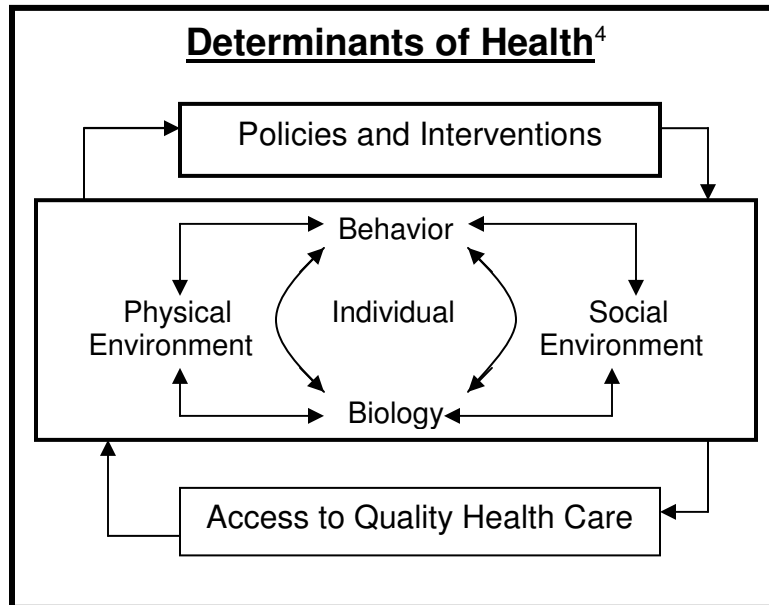 Determinants of Health⁴
Policies and Interventions
Behavior
Physical
Environment
Individual
Social
Environment
Biology
Access to Quality Health Care